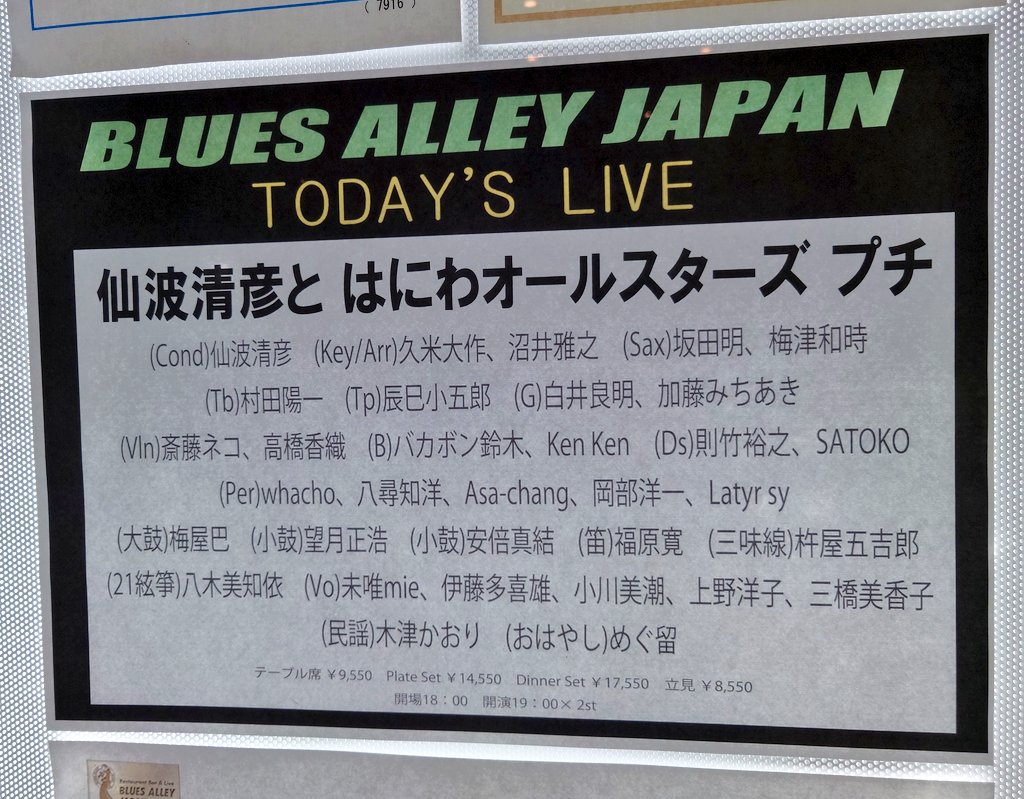 ( 7916 )
BLUES ALLEY JAPAN
TODAY'S LIVE
仙波清彦と はにわオールスターズ プチ
(Cond)仙波清彦 (Key/Arr)久米大作、沼井雅之 (Sax)坂田明、梅津和時
(Tb)村田陽一 (Tp)辰巳小五郎 (G)白井良明、加藤みちあき
(Vln)斎藤ネコ、高橋香織 (B)バカボン鈴木、Ken Ken (Ds)則竹裕之、SATOKO
(Per)whacho、八尋知洋、Asa-chang、岡部洋一、Latyr sy
(大鼓)梅屋巴 (小鼓)望月正浩 (小鼓)安倍真結 (笛)福原寛 (三味線)杵屋五吉郎
(21絃箏)八木美知依 (Vo)未唯mie、伊藤多喜雄、小川美潮、上野洋子、三橋美香子
(民謡)木津かおり (おはやし)めぐ留
テーブル席 ¥9,550 Plate Set ¥14,550 Dinner Set ¥17,550 立見 ¥8,550
開場18:00 開演19:00× 2st
Restaurant Bar & Live
BLUES ALLEY